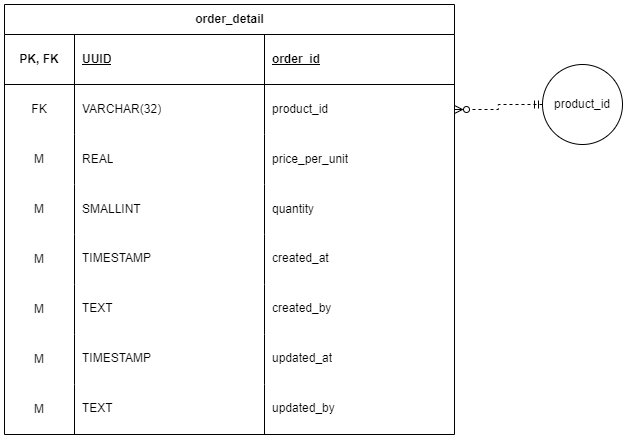 order_detail
PK, FK UUID order_id
FK VARCHAR(32) product_id
M REAL price_per_unit
M SMALLINT quantity
M TIMESTAMP created_at
M TEXT created_by
M TIMESTAMP updated_at
M TEXT updated_by
product_id